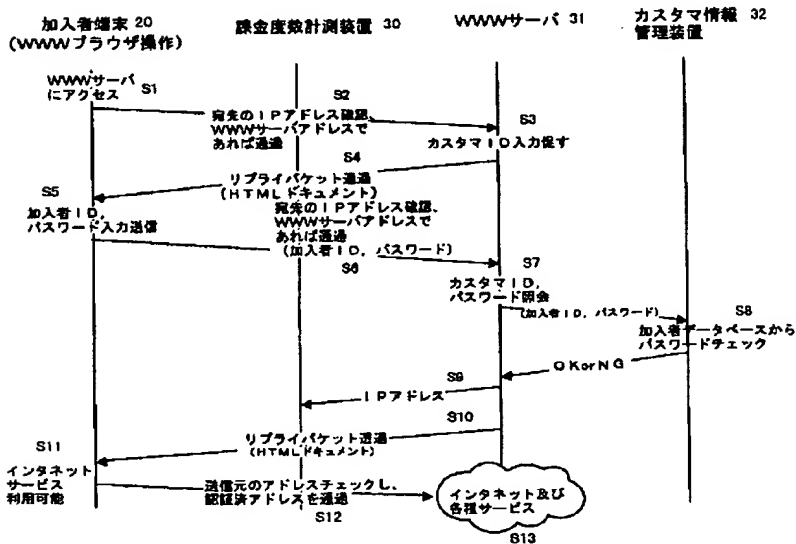 加入者端末 20
(WWWブラウザ操作)
課金度数計測装置 30
WWWサーバ 31
カスタマ情報 32
管理装置
WWWサーバ
にアクセス
S1
S2
宛先のIPアドレス確認、
WWWサーバアドレスで
あれば通過
S3
カスタマID入力促す
S4
リプライパケット透過
(HTMLドキュメント)
S5
加入者ID,
パスワード入力送信
宛先のIPアドレス確認、
WWWサーバアドレスで
あれば通過
(加入者ID,パスワード)
S6
S7
カスタマID,
パスワード照会
(加入者ID,パスワード)
S8
加入者データベースから
パスワードチェック
OKorNG
S9
IPアドレス
S10
リプライパケット透過
(HTMLドキュメント)
S11
インタネット
サービス
利用可能
送信元のアドレスチェックし、
認証済アドレスを通過
S12
インタネット及び
各種サービス
S13